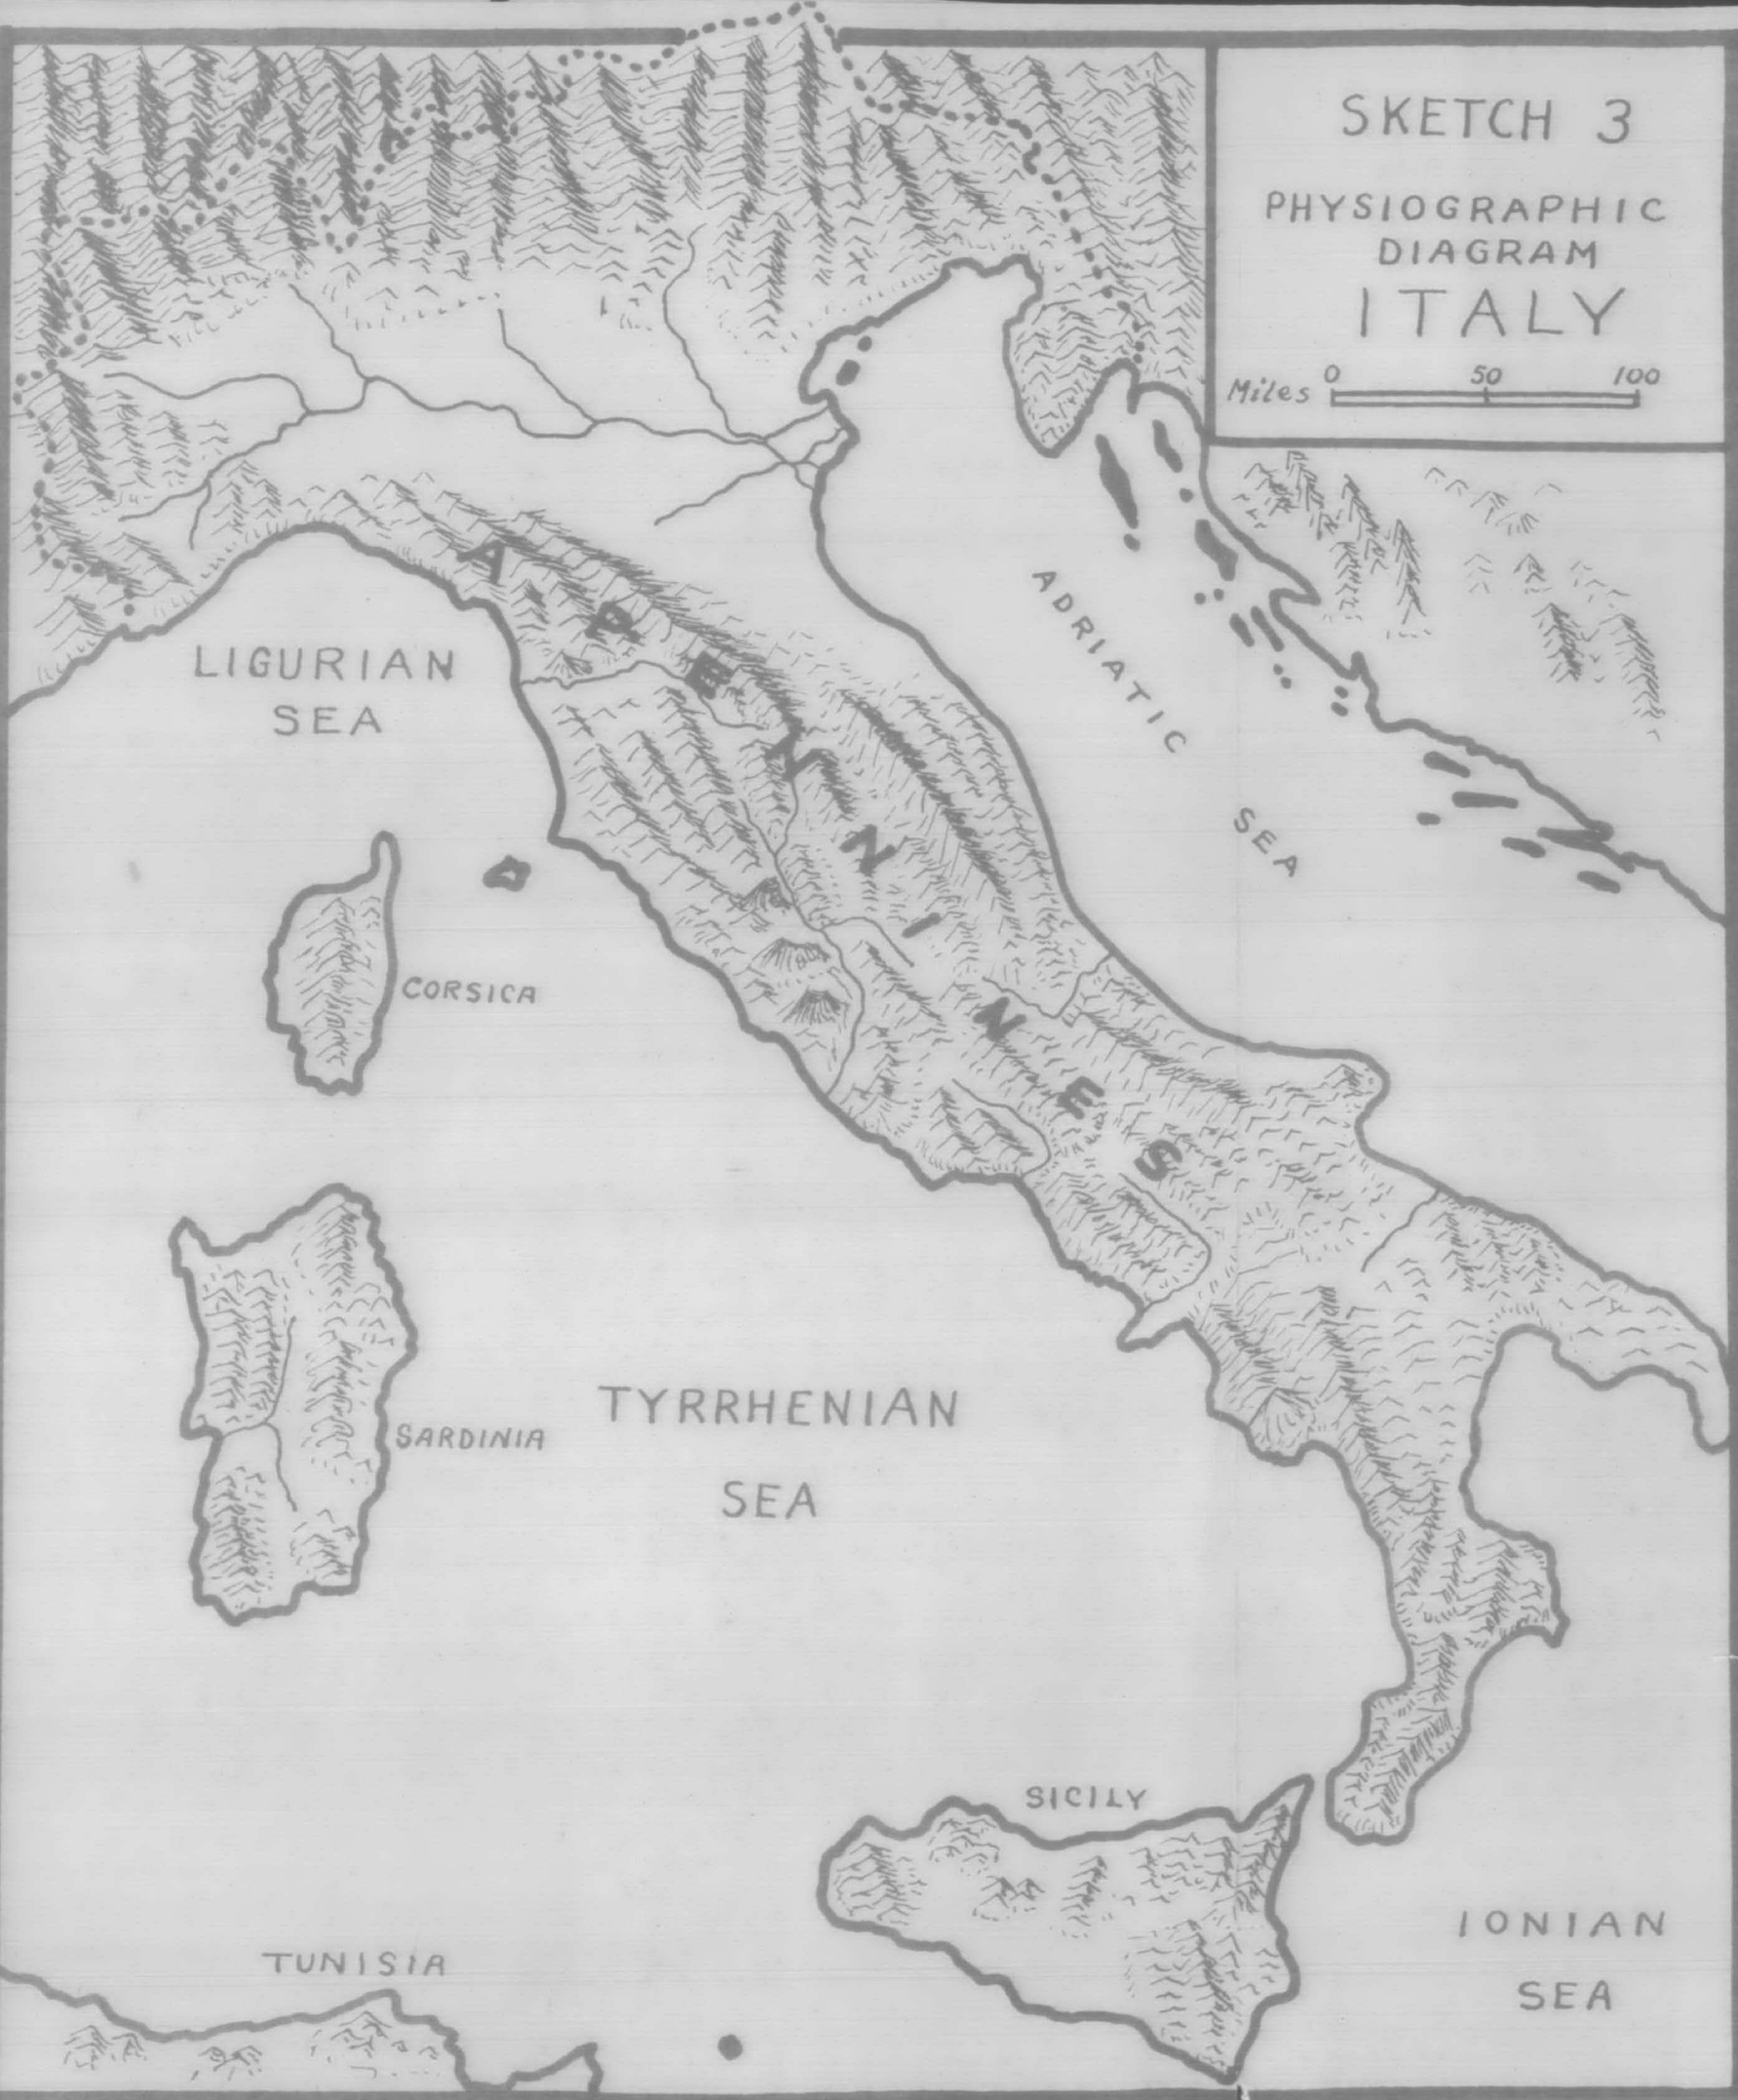 SKETCH 3
PHYSIOGRAPHIC
DIAGRAM
ITALY
Miles 0 50 100
APENNINES
ADRIATIC
SEA
LIGURIAN
SEA
CORSICA
SARDINIA
TYRRHENIAN
SEA
SICILY
IONIAN
SEA
TUNISIA